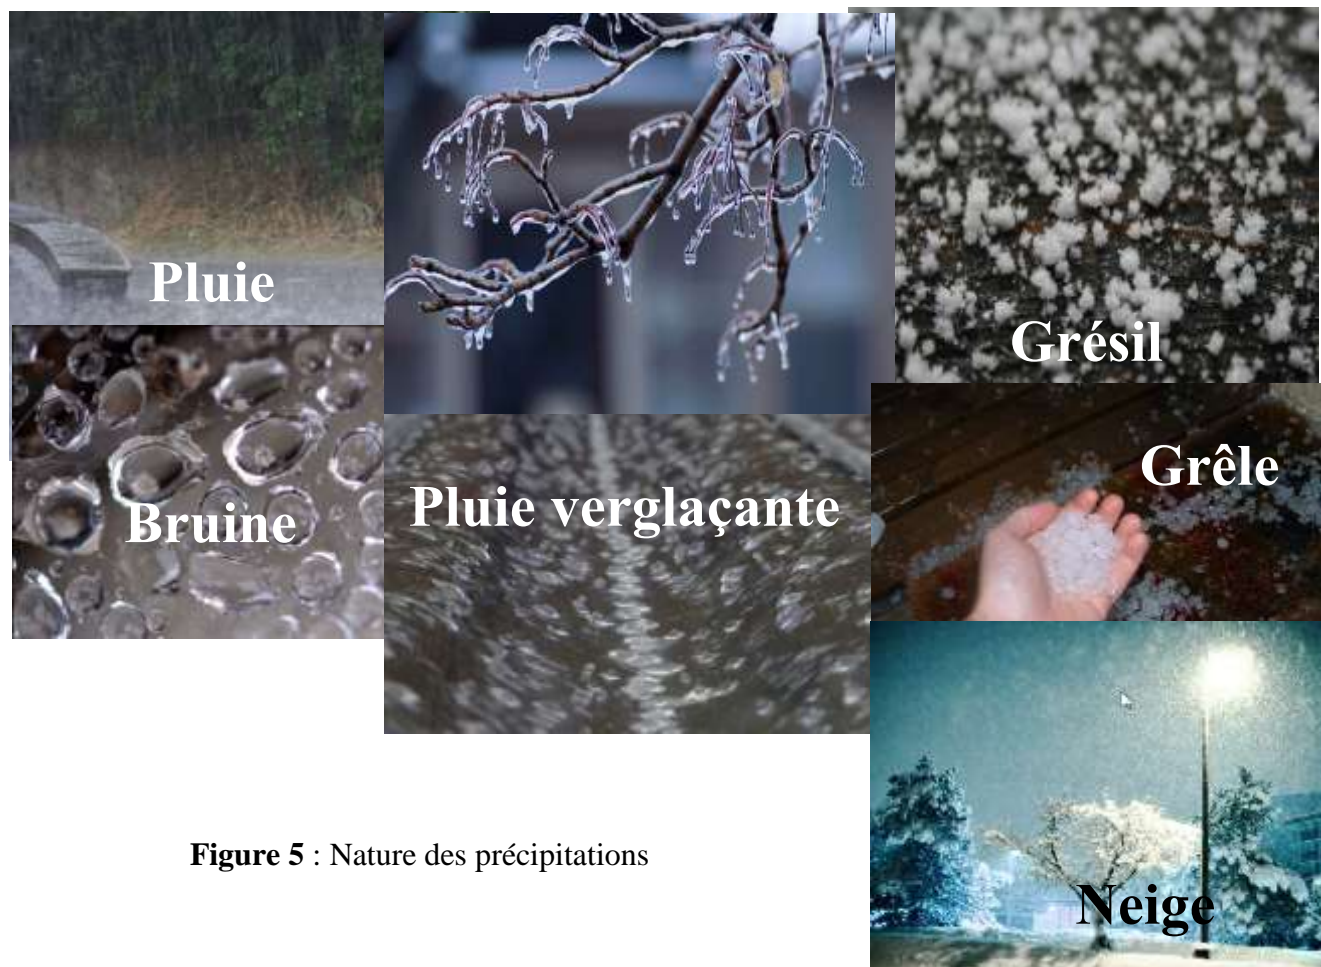 Pluie
Grésil
Grêle
Pluie verglaçante
Bruine
Figure 5 : Nature des précipitations
Neige